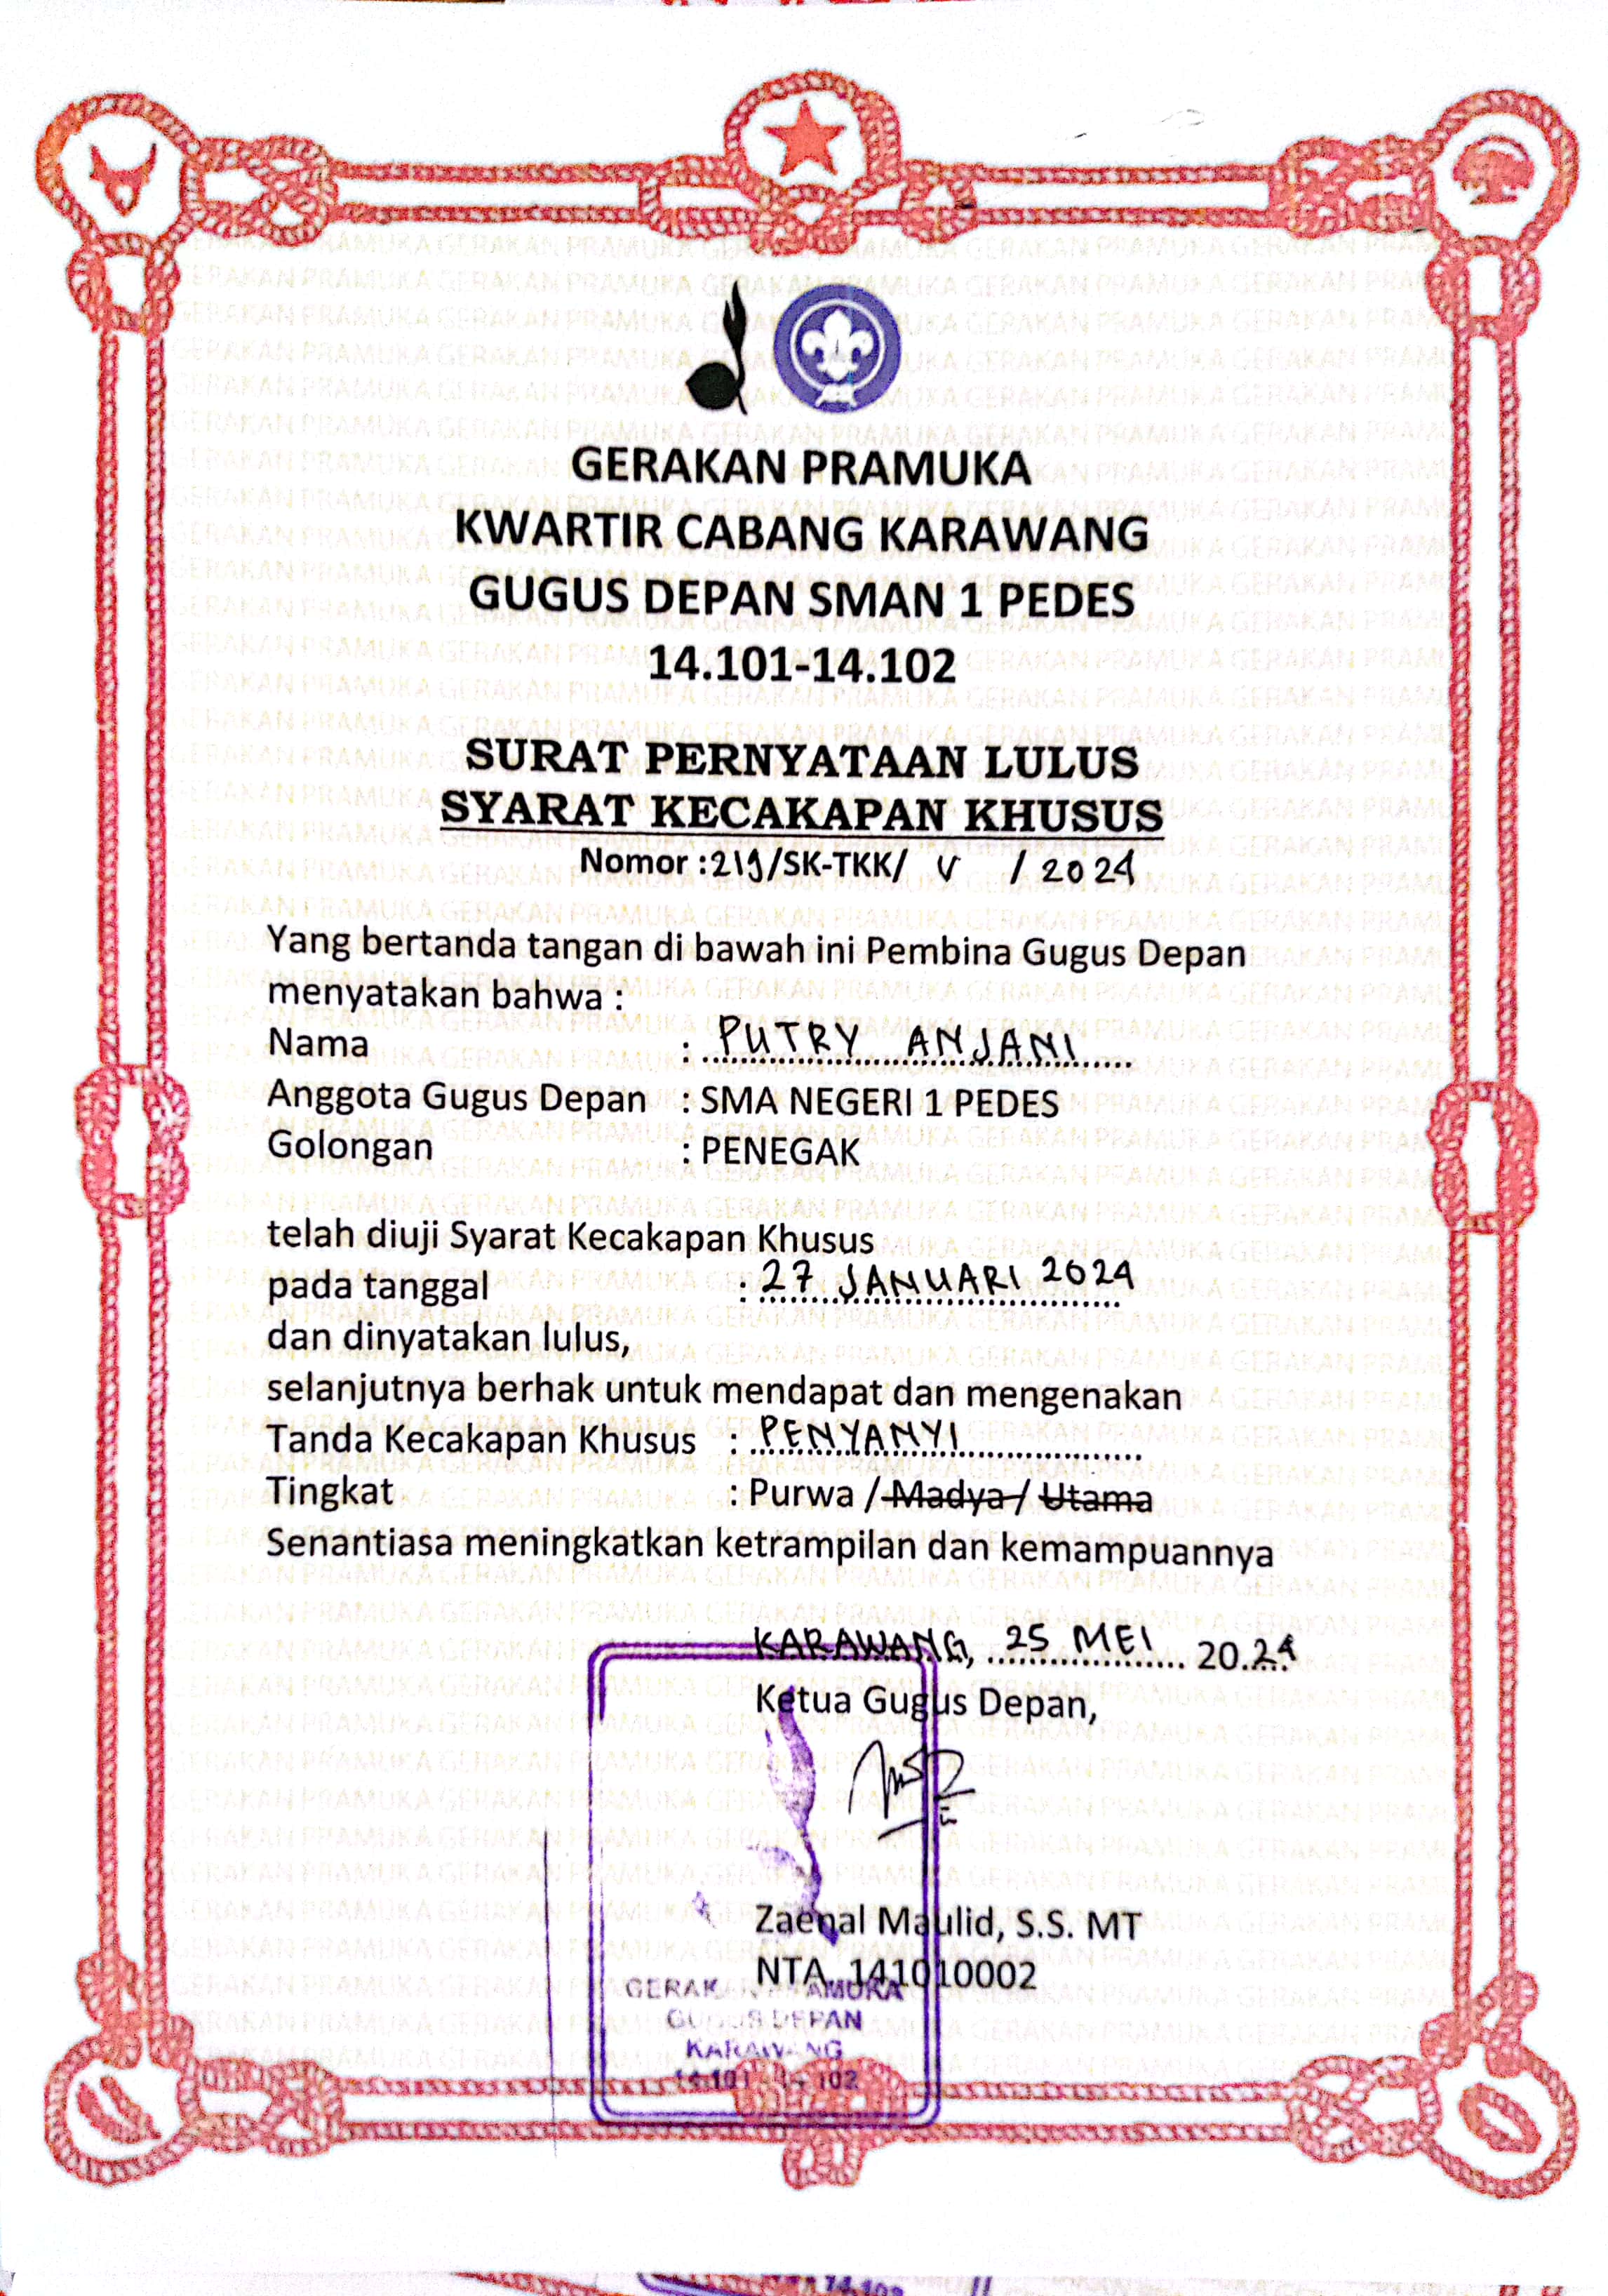 GERAKAN PRAMUKA
KWARTIR CABANG KARAWANG
GUGUS DEPAN SMAN 1 PEDES
14.101-14.102
SURAT PERNYATAAN LULUS
SYARAT KECAKAPAN KHUSUS
Nomor :219/SK-TKK/ V / 2024
Yang bertanda tangan di bawah ini Pembina Gugus Depan
menyatakan bahwa :
Nama : PUTRY ANJANI
Anggota Gugus Depan : SMA NEGERI 1 PEDES
Golongan : PENEGAK
telah diuji Syarat Kecakapan Khusus
pada tanggal : 27 JANUARI 2024
dan dinyatakan lulus,
selanjutnya berhak untuk mendapat dan mengenakan
Tanda Kecakapan Khusus : PENYANYI
Tingkat : Purwa / Madya / Utama
Senantiasa meningkatkan ketrampilan dan kemampuannya
KARAWANG, 25 MEI 20.24
Ketua Gugus Depan,
Zaenal Maulid, S.S. MT
NTA. 141010002
GUGUS DEPAN
KARAWANG
14.101 - 14.102